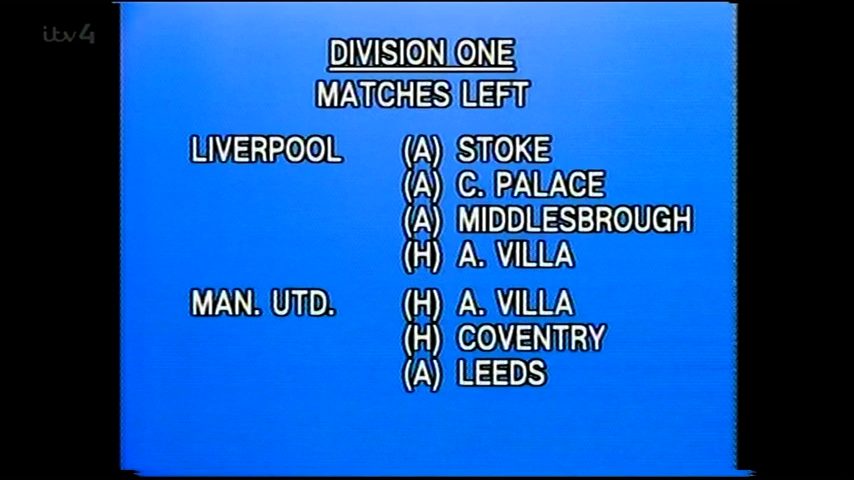 itv4
DIVISION ONE
MATCHES LEFT
LIVERPOOL (A) STOKE
(A) C. PALACE
(A) MIDDLESBROUGH
(H) A. VILLA
MAN. UTD. (H) A. VILLA
(H) COVENTRY
(A) LEEDS